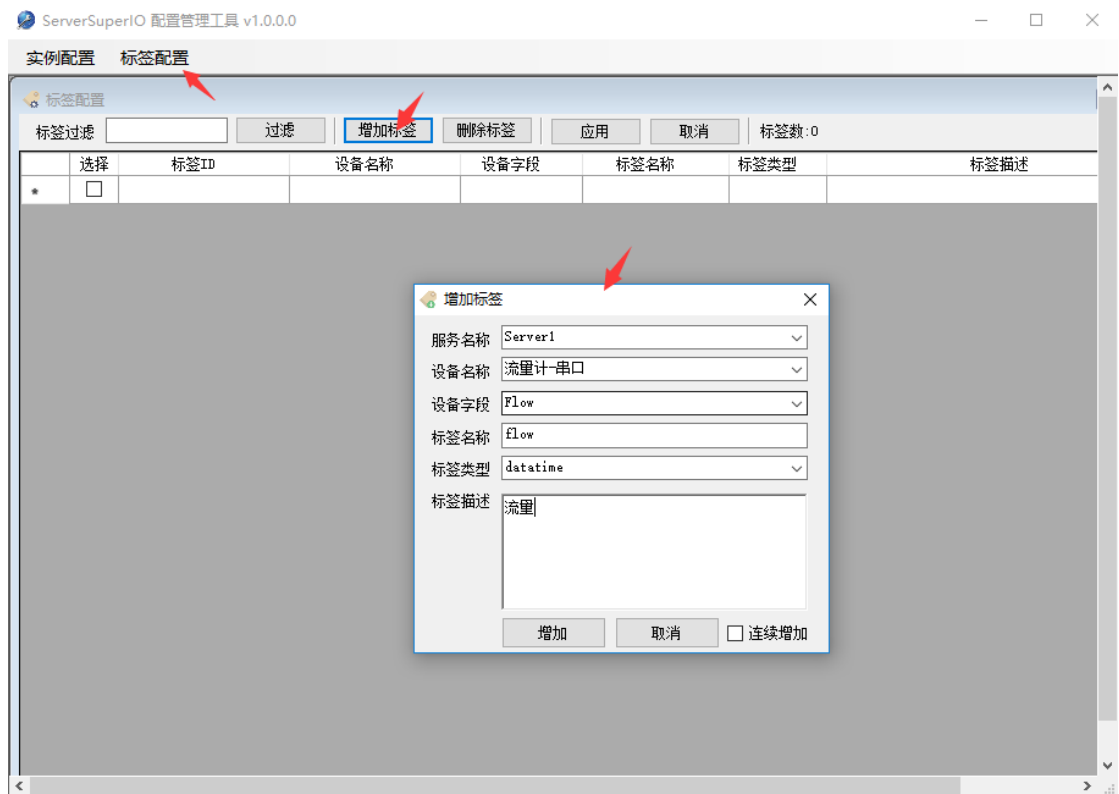 ServerSuperIO 配置管理工具 v1.0.0.0
实例配置 标签配置
标签配置
标签过滤 过滤 增加标签 删除标签 应用 取消 标签数:0
选择 标签ID 设备名称 设备字段 标签名称 标签类型 标签描述
增加标签
服务名称 Server1
设备名称 流量计-串口
设备字段 Flow
标签名称 flow
标签类型 datatime
标签描述 流量
增加 取消 连续增加